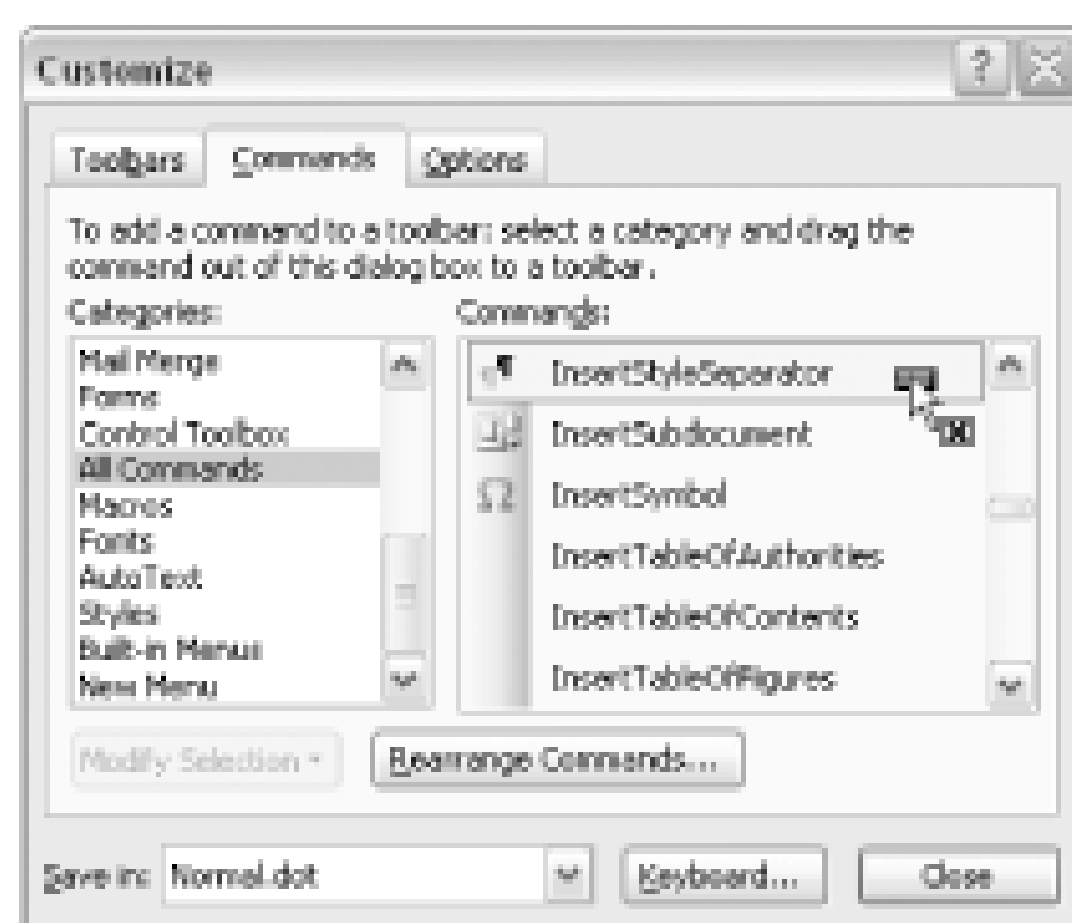 Customize
Toolbars Commands Options
To add a command to a toolbar: select a category and drag the
command out of this dialog box to a toolbar.
Categories: Commands:
Mail Merge
Forms
Control Toolbox
All Commands
Macros
Fonts
AutoText
Styles
Built-in Menus
New Menu
¶ InsertStyleSeparator
InsertSubdocument
Ω InsertSymbol
InsertTableOfAuthorities
InsertTableOfContents
InsertTableOfFigures
Modify Selection Rearrange Commands...
Save in: Normal.dot Keyboard... Close